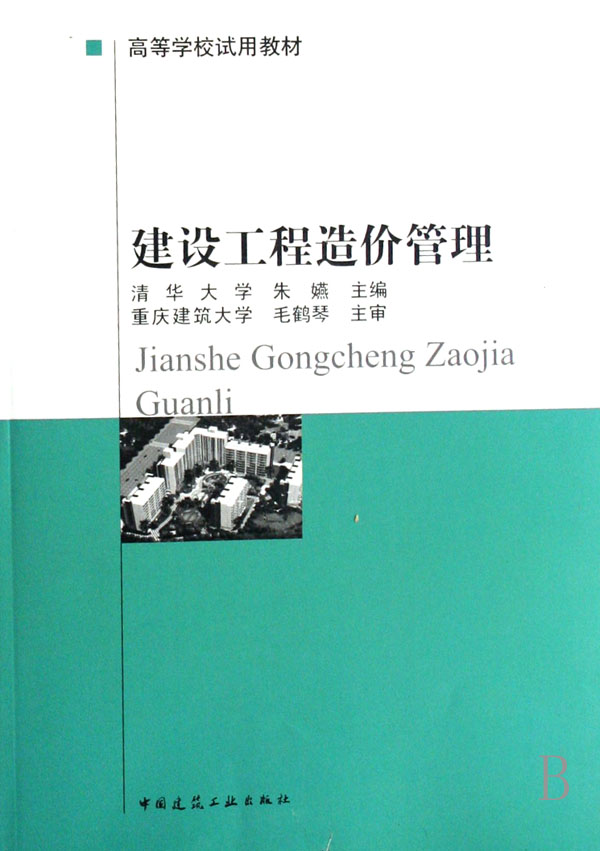 高等学校试用教材
建设工程造价管理
清华大学 朱嬿 主编
重庆建筑大学 毛鹤琴 主审
Jianshe Gongcheng Zaojia
Guanli
中国建筑工业出版社
B